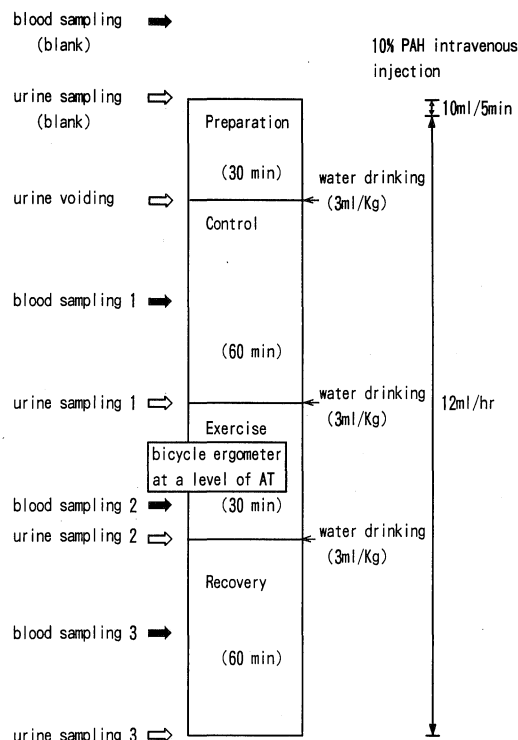 blood sampling
(blank)
10% PAH intravenous
injection
urine sampling
(blank)
10ml/5min
Preparation
(30 min)
water drinking
(3ml/Kg)
urine voiding
Control
blood sampling 1
(60 min)
urine sampling 1
water drinking
(3ml/Kg)
12ml/hr
Exercise
bicycle ergometer
at a level of AT
blood sampling 2
(30 min)
urine sampling 2
water drinking
(3ml/Kg)
Recovery
blood sampling 3
(60 min)
urine sampling 3